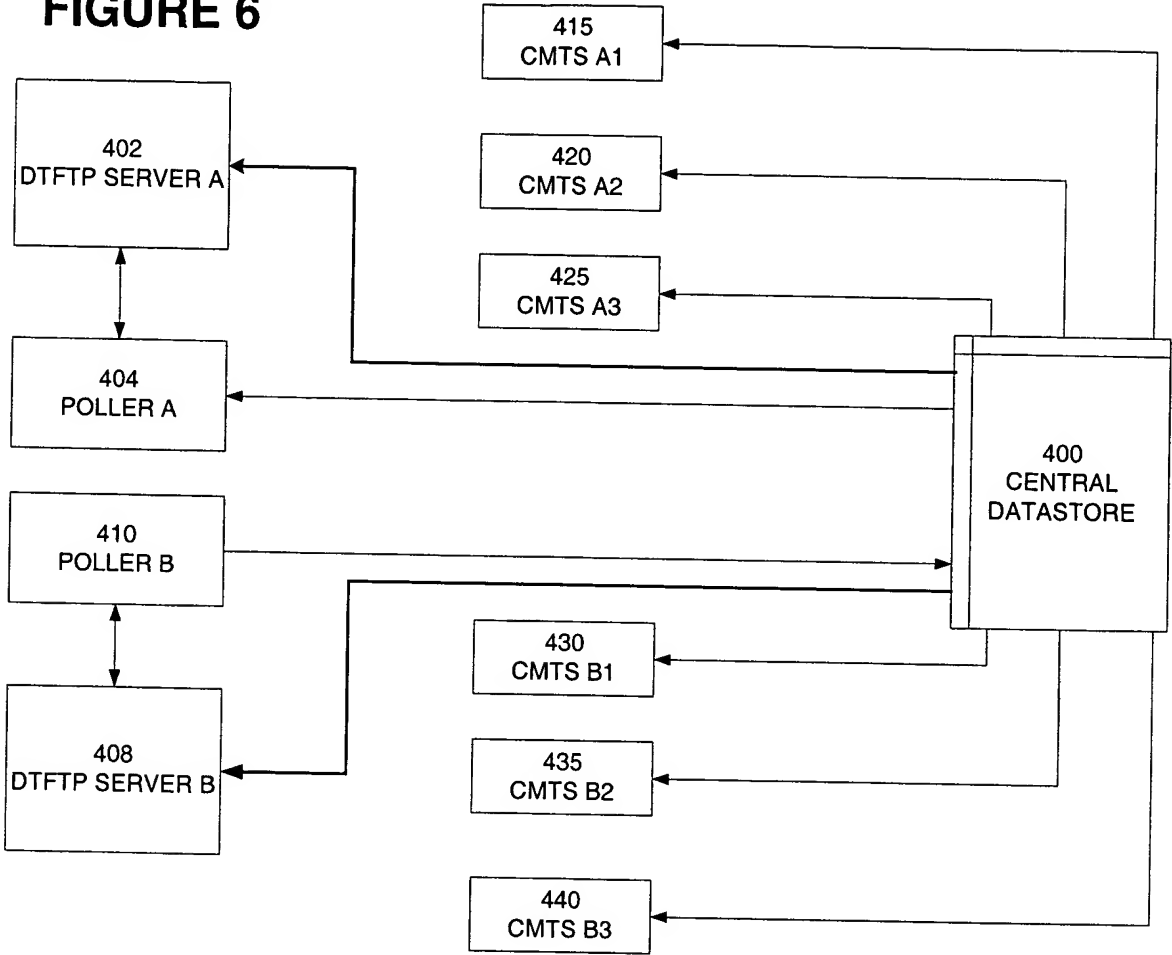 FIGURE 6
415
CMTS A1
402
DTFTP SERVER A
420
CMTS A2
425
CMTS A3
404
POLLER A
400
CENTRAL
DATASTORE
410
POLLER B
430
CMTS B1
408
DTFTP SERVER B
435
CMTS B2
440
CMTS B3